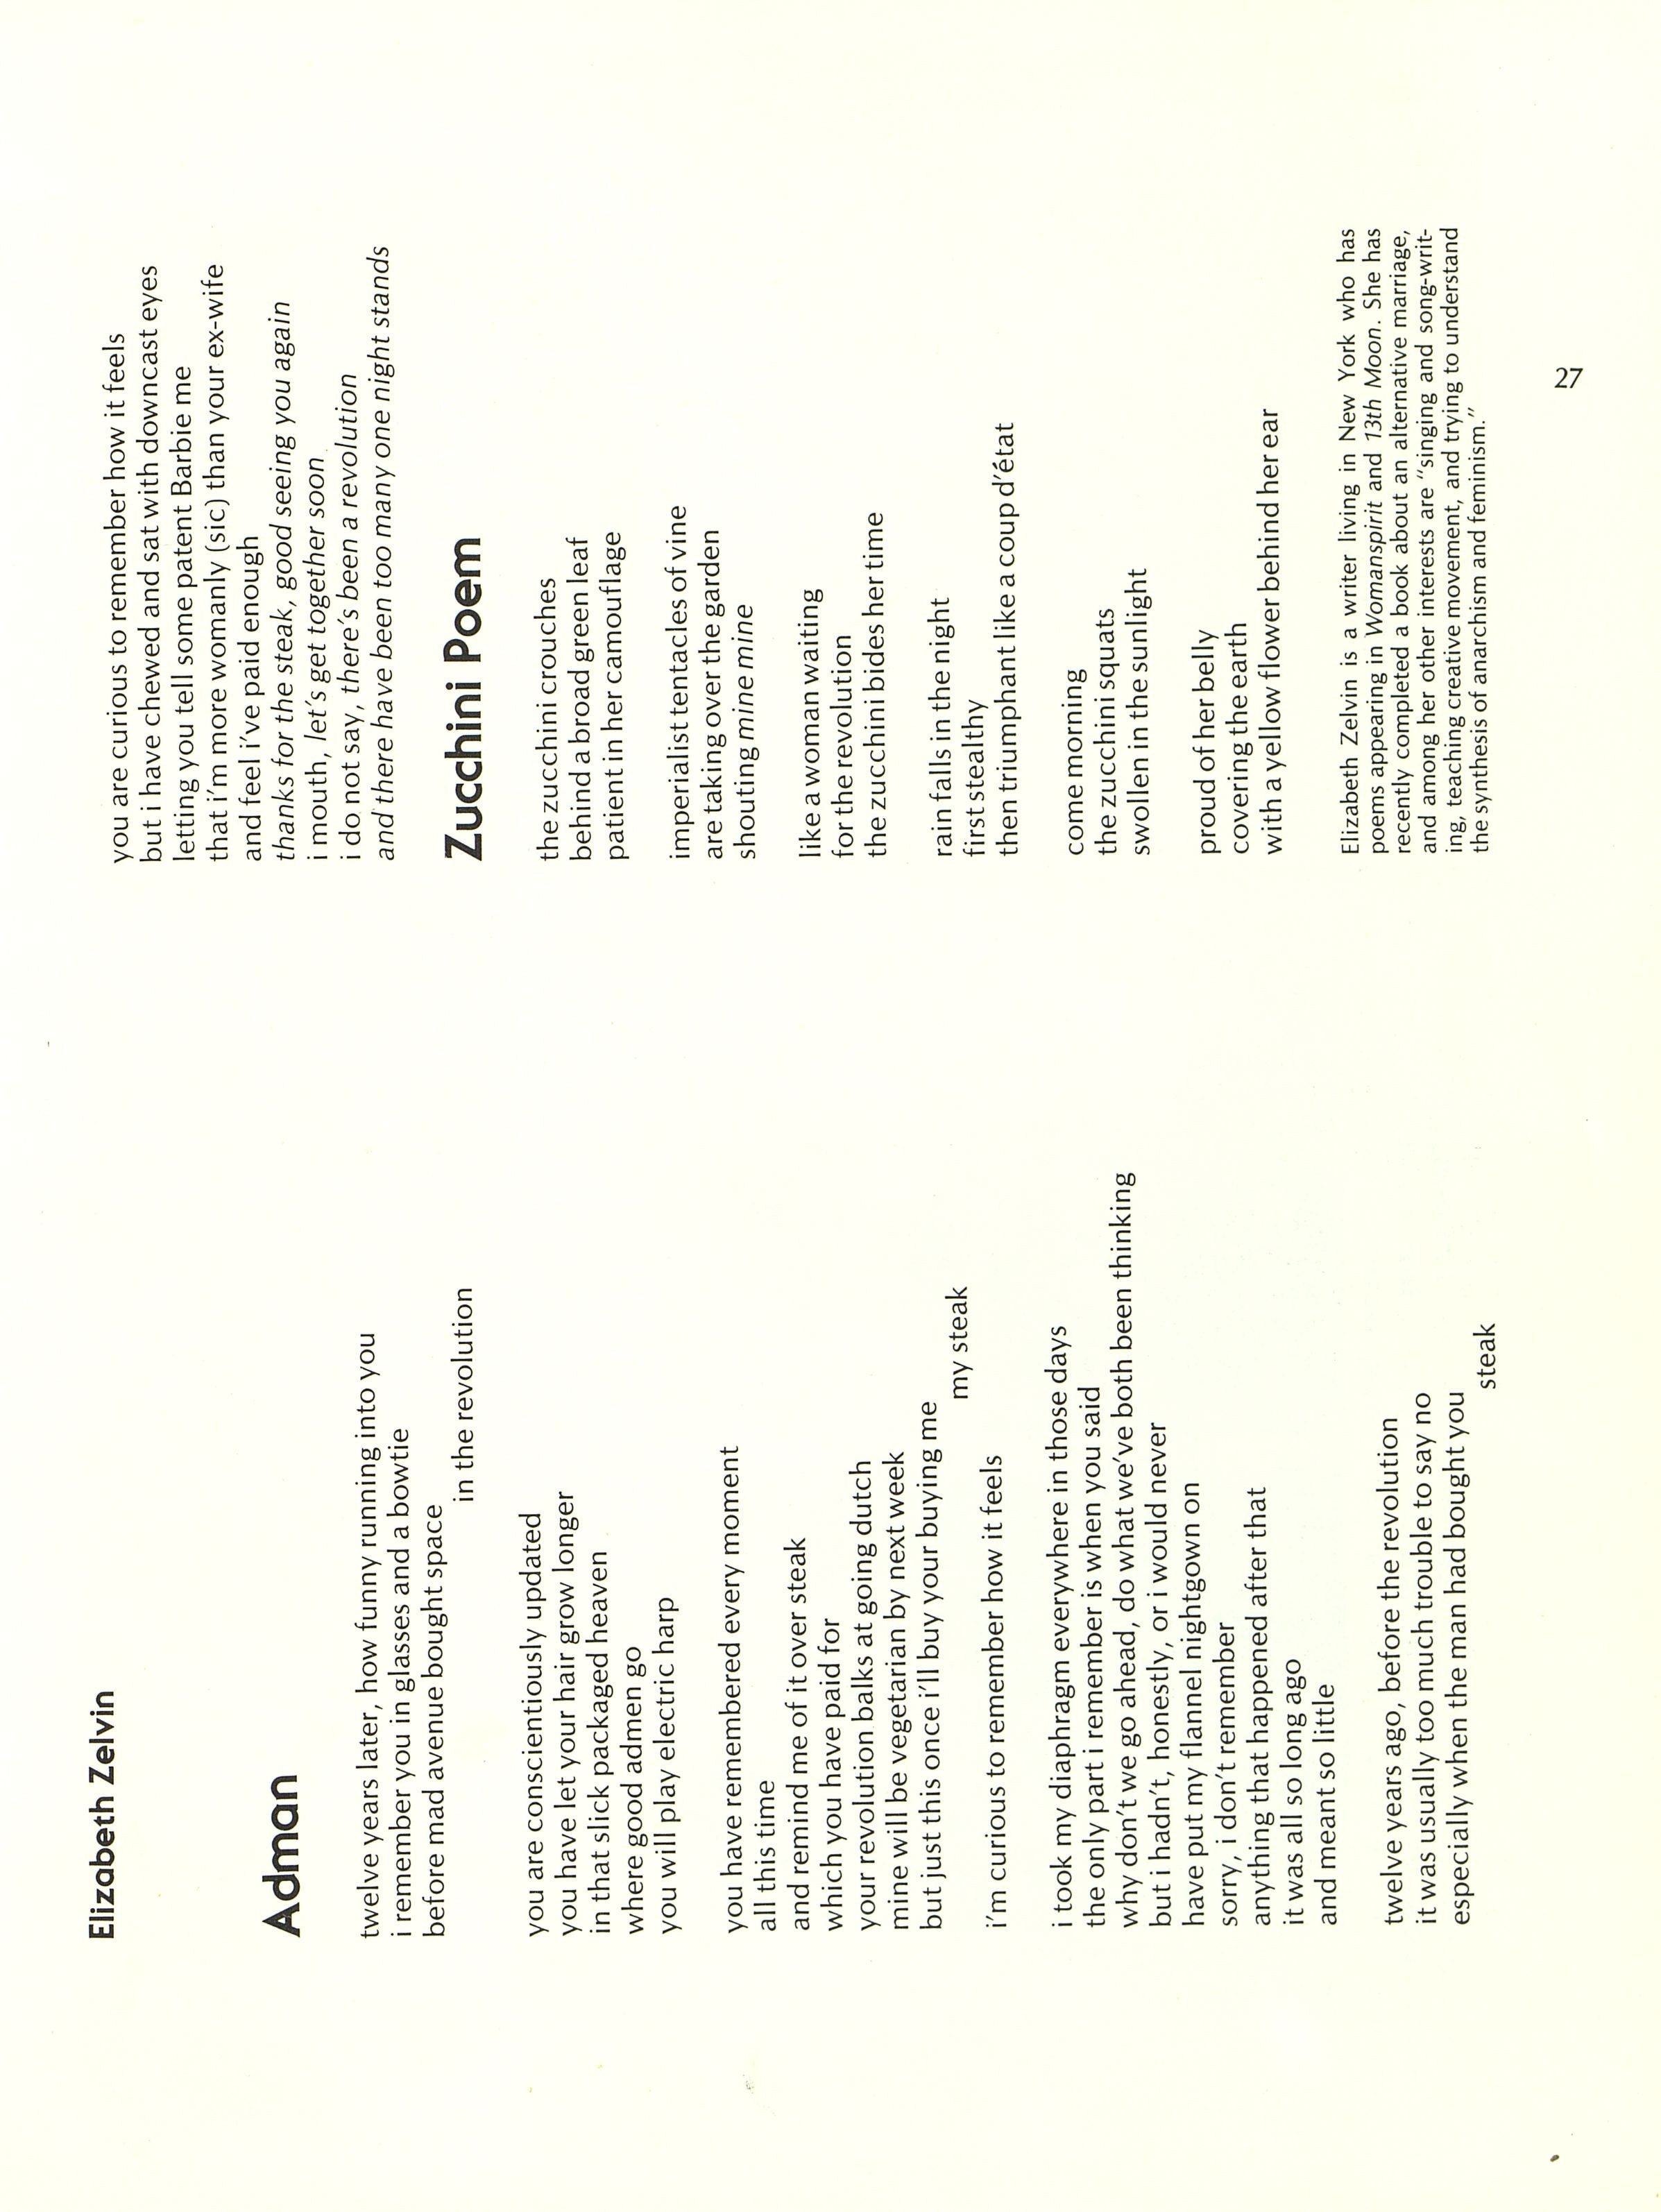 Elizabeth Zelvin
Adman
twelve years later, how funny running into you
i remember you in glasses and a bowtie
before mad avenue bought space
in the revolution
you are conscientiously updated
you have let your hair grow longer
in that slick packaged heaven
where good admen go
you will play electric harp
you have remembered every moment
all this time
and remind me of it over steak
which you have paid for
your revolution balks at going dutch
mine will be vegetarian by next week
but just this once i'll buy your buying me
my steak
i'm curious to remember how it feels
i took my diaphragm everywhere in those days
the only part i remember is when you said
why don't we go ahead, do what we've both been thinking
but i hadn't, honestly, or i would never
have put my flannel nightgown on
sorry, i don't remember
anything that happened after that
it was all so long ago
and meant so little
twelve years ago, before the revolution
it was usually too much trouble to say no
especially when the man had bought you
steak
you are curious to remember how it feels
but i have chewed and sat with downcast eyes
letting you tell some patent Barbie me
that i'm more womanly (sic) than your ex-wife
and feel i've paid enough
thanks for the steak, good seeing you again
i mouth, let's get together soon
i do not say, there's been a revolution
and there have been too many one night stands
Zucchini Poem
the zucchini crouches
behind a broad green leaf
patient in her camouflage
imperialist tentacles of vine
are taking over the garden
shouting mine mine
like a woman waiting
for the revolution
the zucchini bides her time
rain falls in the night
first stealthy
then triumphant like a coup d'état
come morning
the zucchini squats
swollen in the sunlight
proud of her belly
covering the earth
with a yellow flower behind her ear
Elizabeth Zelvin is a writer living in New York who has
poems appearing in Womanspirit and 13th Moon. She has
recently completed a book about an alternative marriage,
and among her other interests are "singing and song-writ-
ing, teaching creative movement, and trying to understand
the synthesis of anarchism and feminism."
27